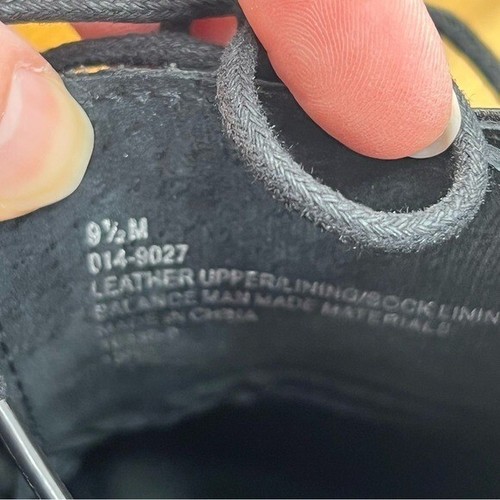 9½ M
014-9027
LEATHER UPPER/LINING/SOCK LINING
BALANCE MAN MADE MATERIALS
MADE IN CHINA